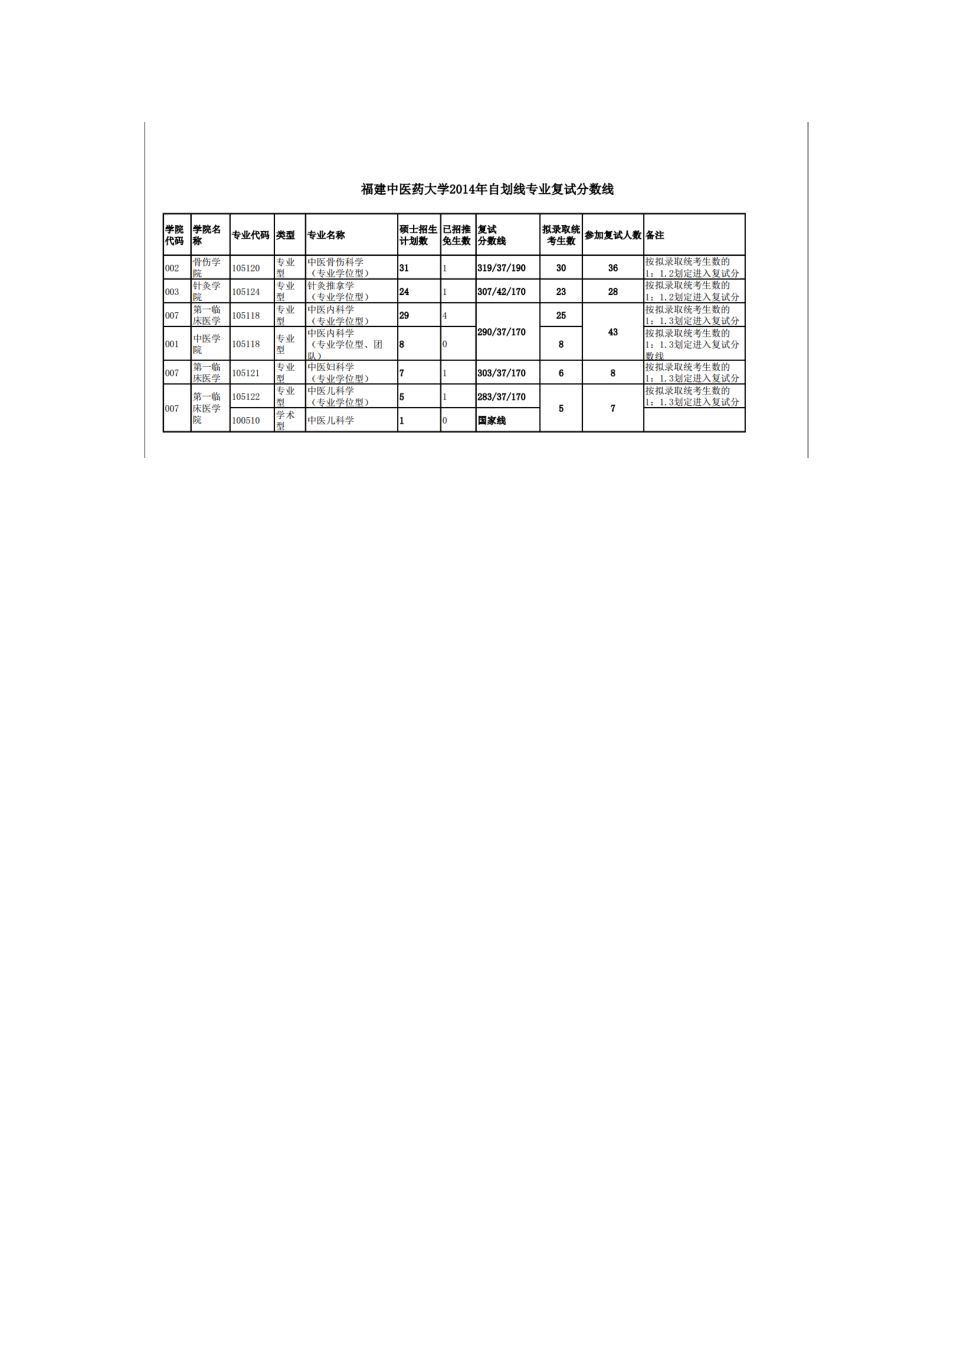 福建中医药大学2014年自划线专业复试分数线
学院代码 学院名称 专业代码 类型 专业名称 硕士招生计划数 已招推免生数 复试分数线 拟录取统考生数 参加复试人数 备注
002 骨伤学院 105120 专业型 中医骨伤科学（专业学位型） 31 1 319/37/190 30 36 按拟录取统考生数的1：1.2划定进入复试分
003 针灸学院 105124 专业型 针灸推拿学（专业学位型） 24 1 307/42/170 23 28 按拟录取统考生数的1：1.2划定进入复试分
007 第一临床医学 105118 专业型 中医内科学（专业学位型） 29 4 290/37/170 25 43 按拟录取统考生数的1：1.3划定进入复试分
001 中医学院 105118 专业型 中医内科学（专业学位型、团队） 8 0 8 按拟录取统考生数的1：1.3划定进入复试分数线
007 第一临床医学 105121 专业型 中医妇科学（专业学位型） 7 1 303/37/170 6 8 按拟录取统考生数的1：1.3划定进入复试分
007 第一临床医学院 105122 专业型 中医儿科学（专业学位型） 5 1 283/37/170 5 7 按拟录取统考生数的1：1.3划定进入复试分
100510 学术型 中医儿科学 1 0 国家线